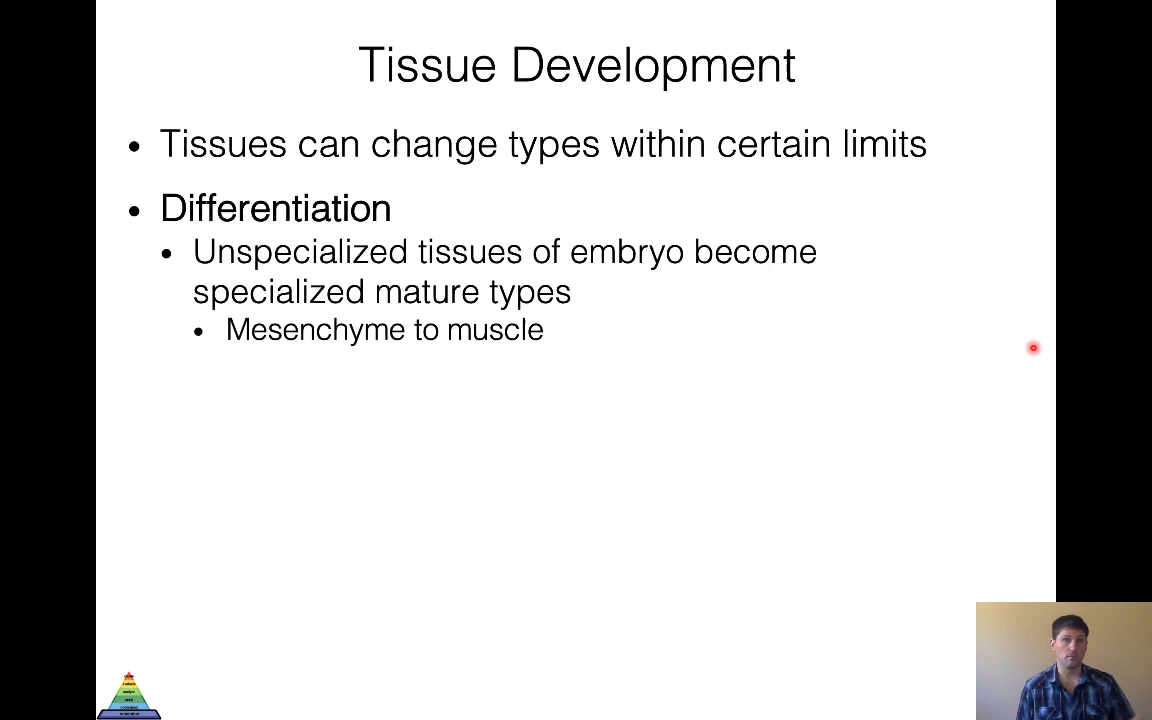 Tissue Development
• Tissues can change types within certain limits
• Differentiation
• Unspecialized tissues of embryo become
specialized mature types
• Mesenchyme to muscle